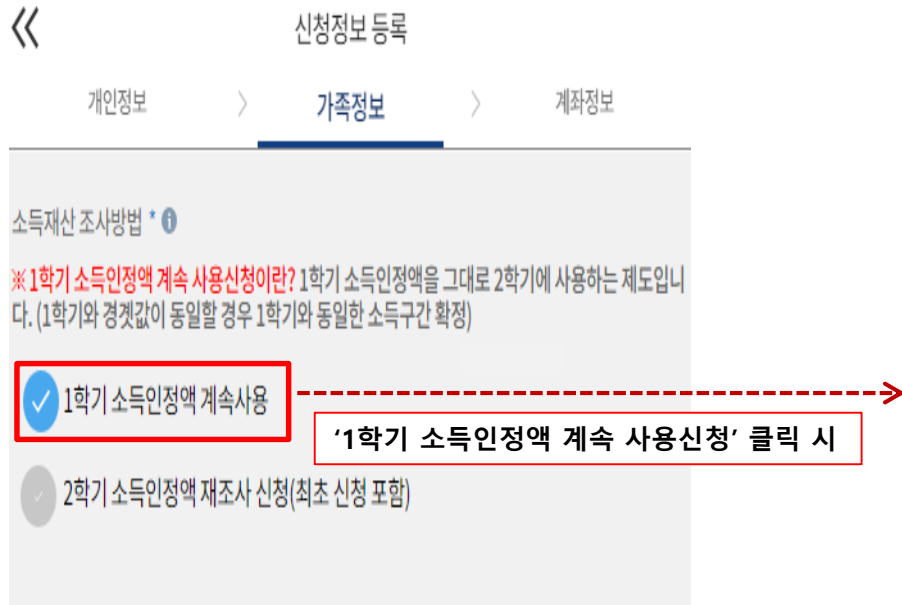 신청정보 등록
개인정보 > 가족정보 > 계좌정보
소득재산 조사방법 *
※ 1학기 소득인정액 계속 사용신청이란? 1학기 소득인정액을 그대로 2학기에 사용하는 제도입니
다. (1학기와 경곗값이 동일할 경우 1학기와 동일한 소득구간 확정)
1학기 소득인정액 계속사용
‘1학기 소득인정액 계속 사용신청’ 클릭 시
2학기 소득인정액 재조사 신청(최초 신청 포함)